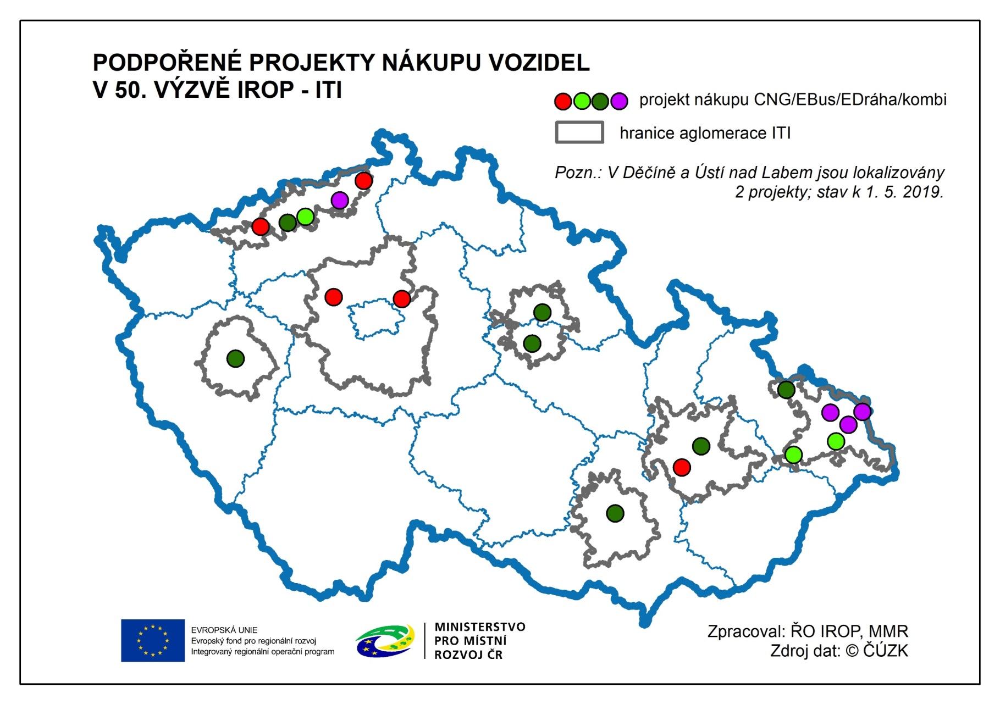 PODPOŘENÉ PROJEKTY NÁKUPU VOZIDEL
V 50. VÝZVĚ IROP - ITI
projekt nákupu CNG/EBus/EDráha/kombi
hranice aglomerace ITI
Pozn.: V Děčíně a Ústí nad Labem jsou lokalizovány
2 projekty; stav k 1. 5. 2019.
EVROPSKÁ UNIE
Evropský fond pro regionální rozvoj
Integrovaný regionální operační program
MINISTERSTVO
PRO MÍSTNÍ
ROZVOJ ČR
Zpracoval: ŘO IROP, MMR
Zdroj dat: © ČÚZK